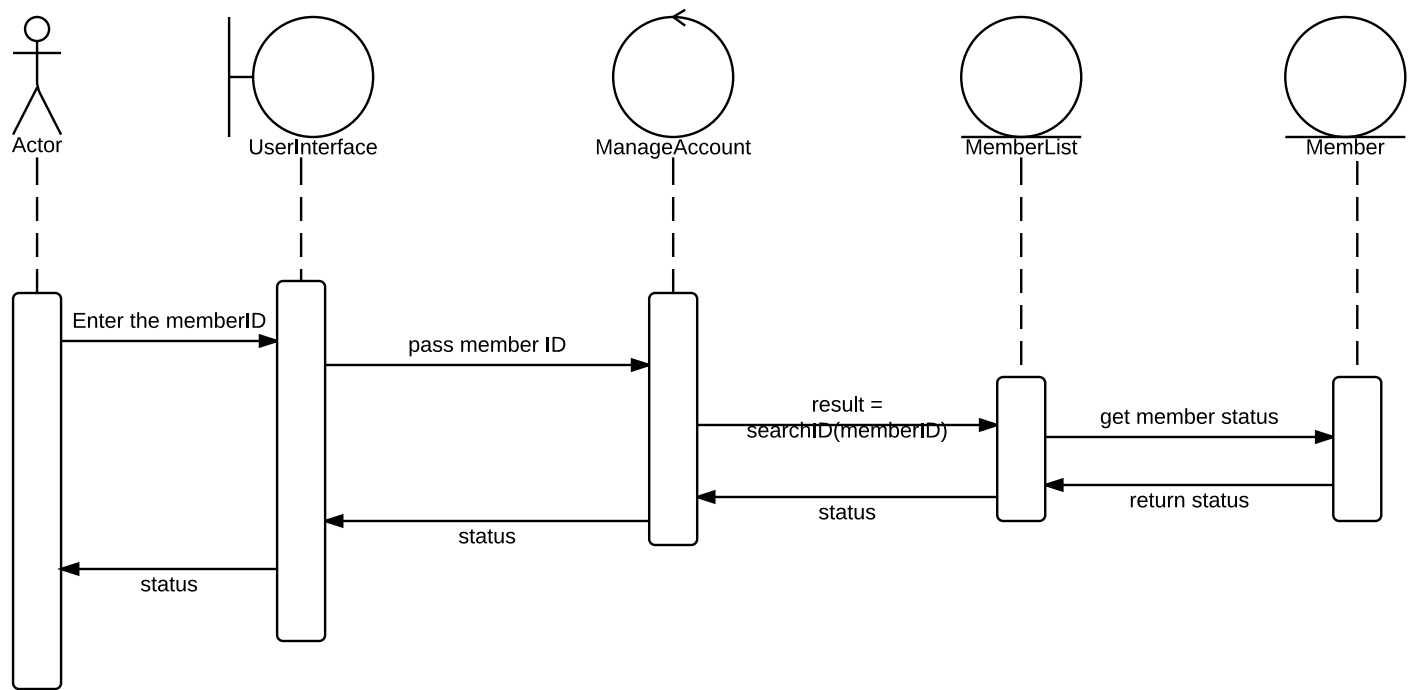 Actor
UserInterface
ManageAccount
MemberList
Member
Enter the memberID
pass member ID
result =
searchID(memberID)
get member status
return status
status
status
status